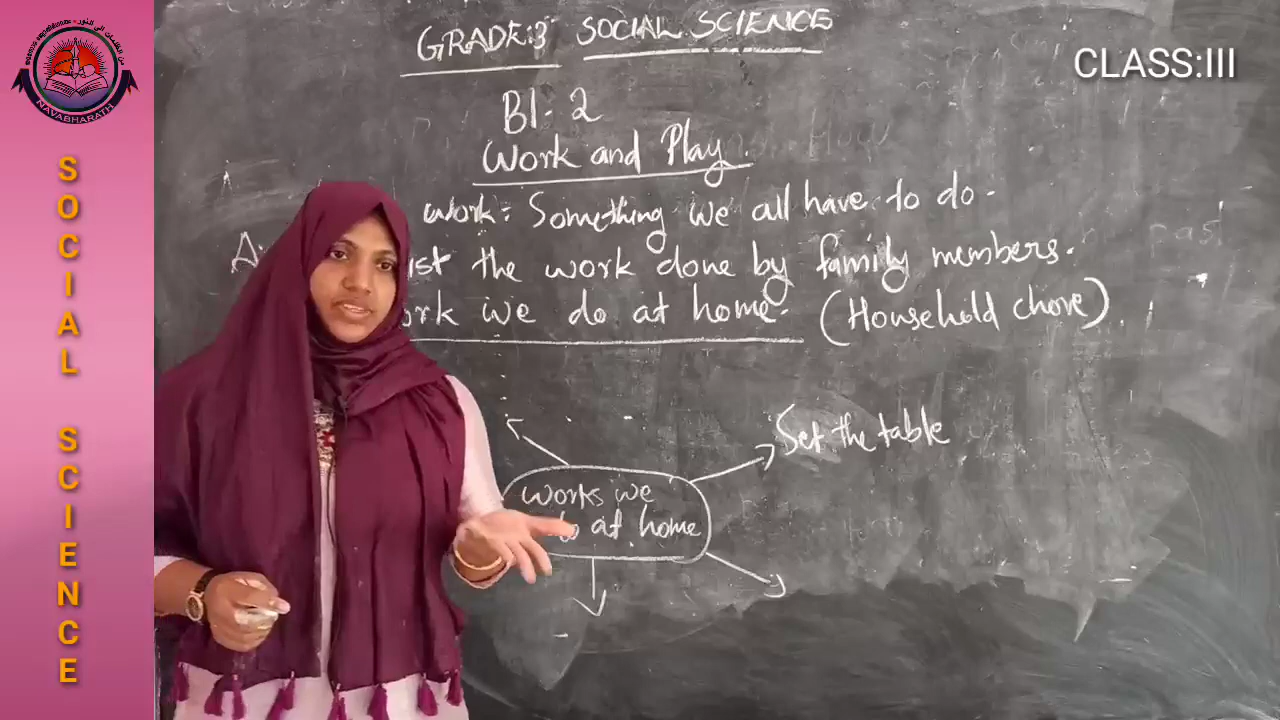 NAVABHARATH
SOCIAL SCIENCE
CLASS:III
GRADE:3 SOCIAL SCIENCE
Bl: 2
Work and Play.
work: Something we all have to do.
the work done by family members.
we do at home. (Household chore).
Set the table
works we
at home